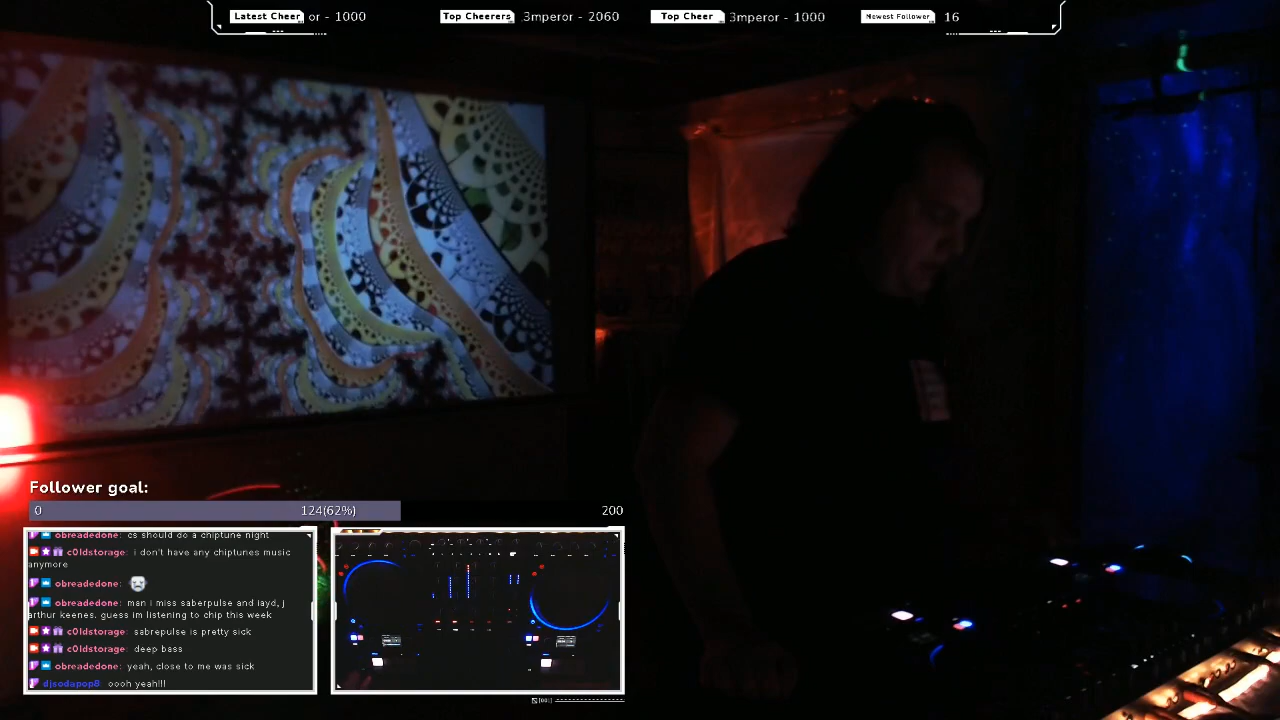 Latest Cheer or - 1000
Top Cheerers 3mperor - 2060
Top Cheer 3mperor - 1000
Newest Follower 16
Follower goal:
0 124(62%) 200
obreadedone: cs should do a chiptune night
c0ldstorage: i don't have any chiptunes music
anymore
obreadedone:
obreadedone: man i miss saberpulse and iayd, j
arthur keenes. guess im listening to chip this week
c0ldstorage: sabrepulse is pretty sick
c0ldstorage: deep bass
obreadedone: yeah, close to me was sick
djsodapop8: oooh yeah!!!